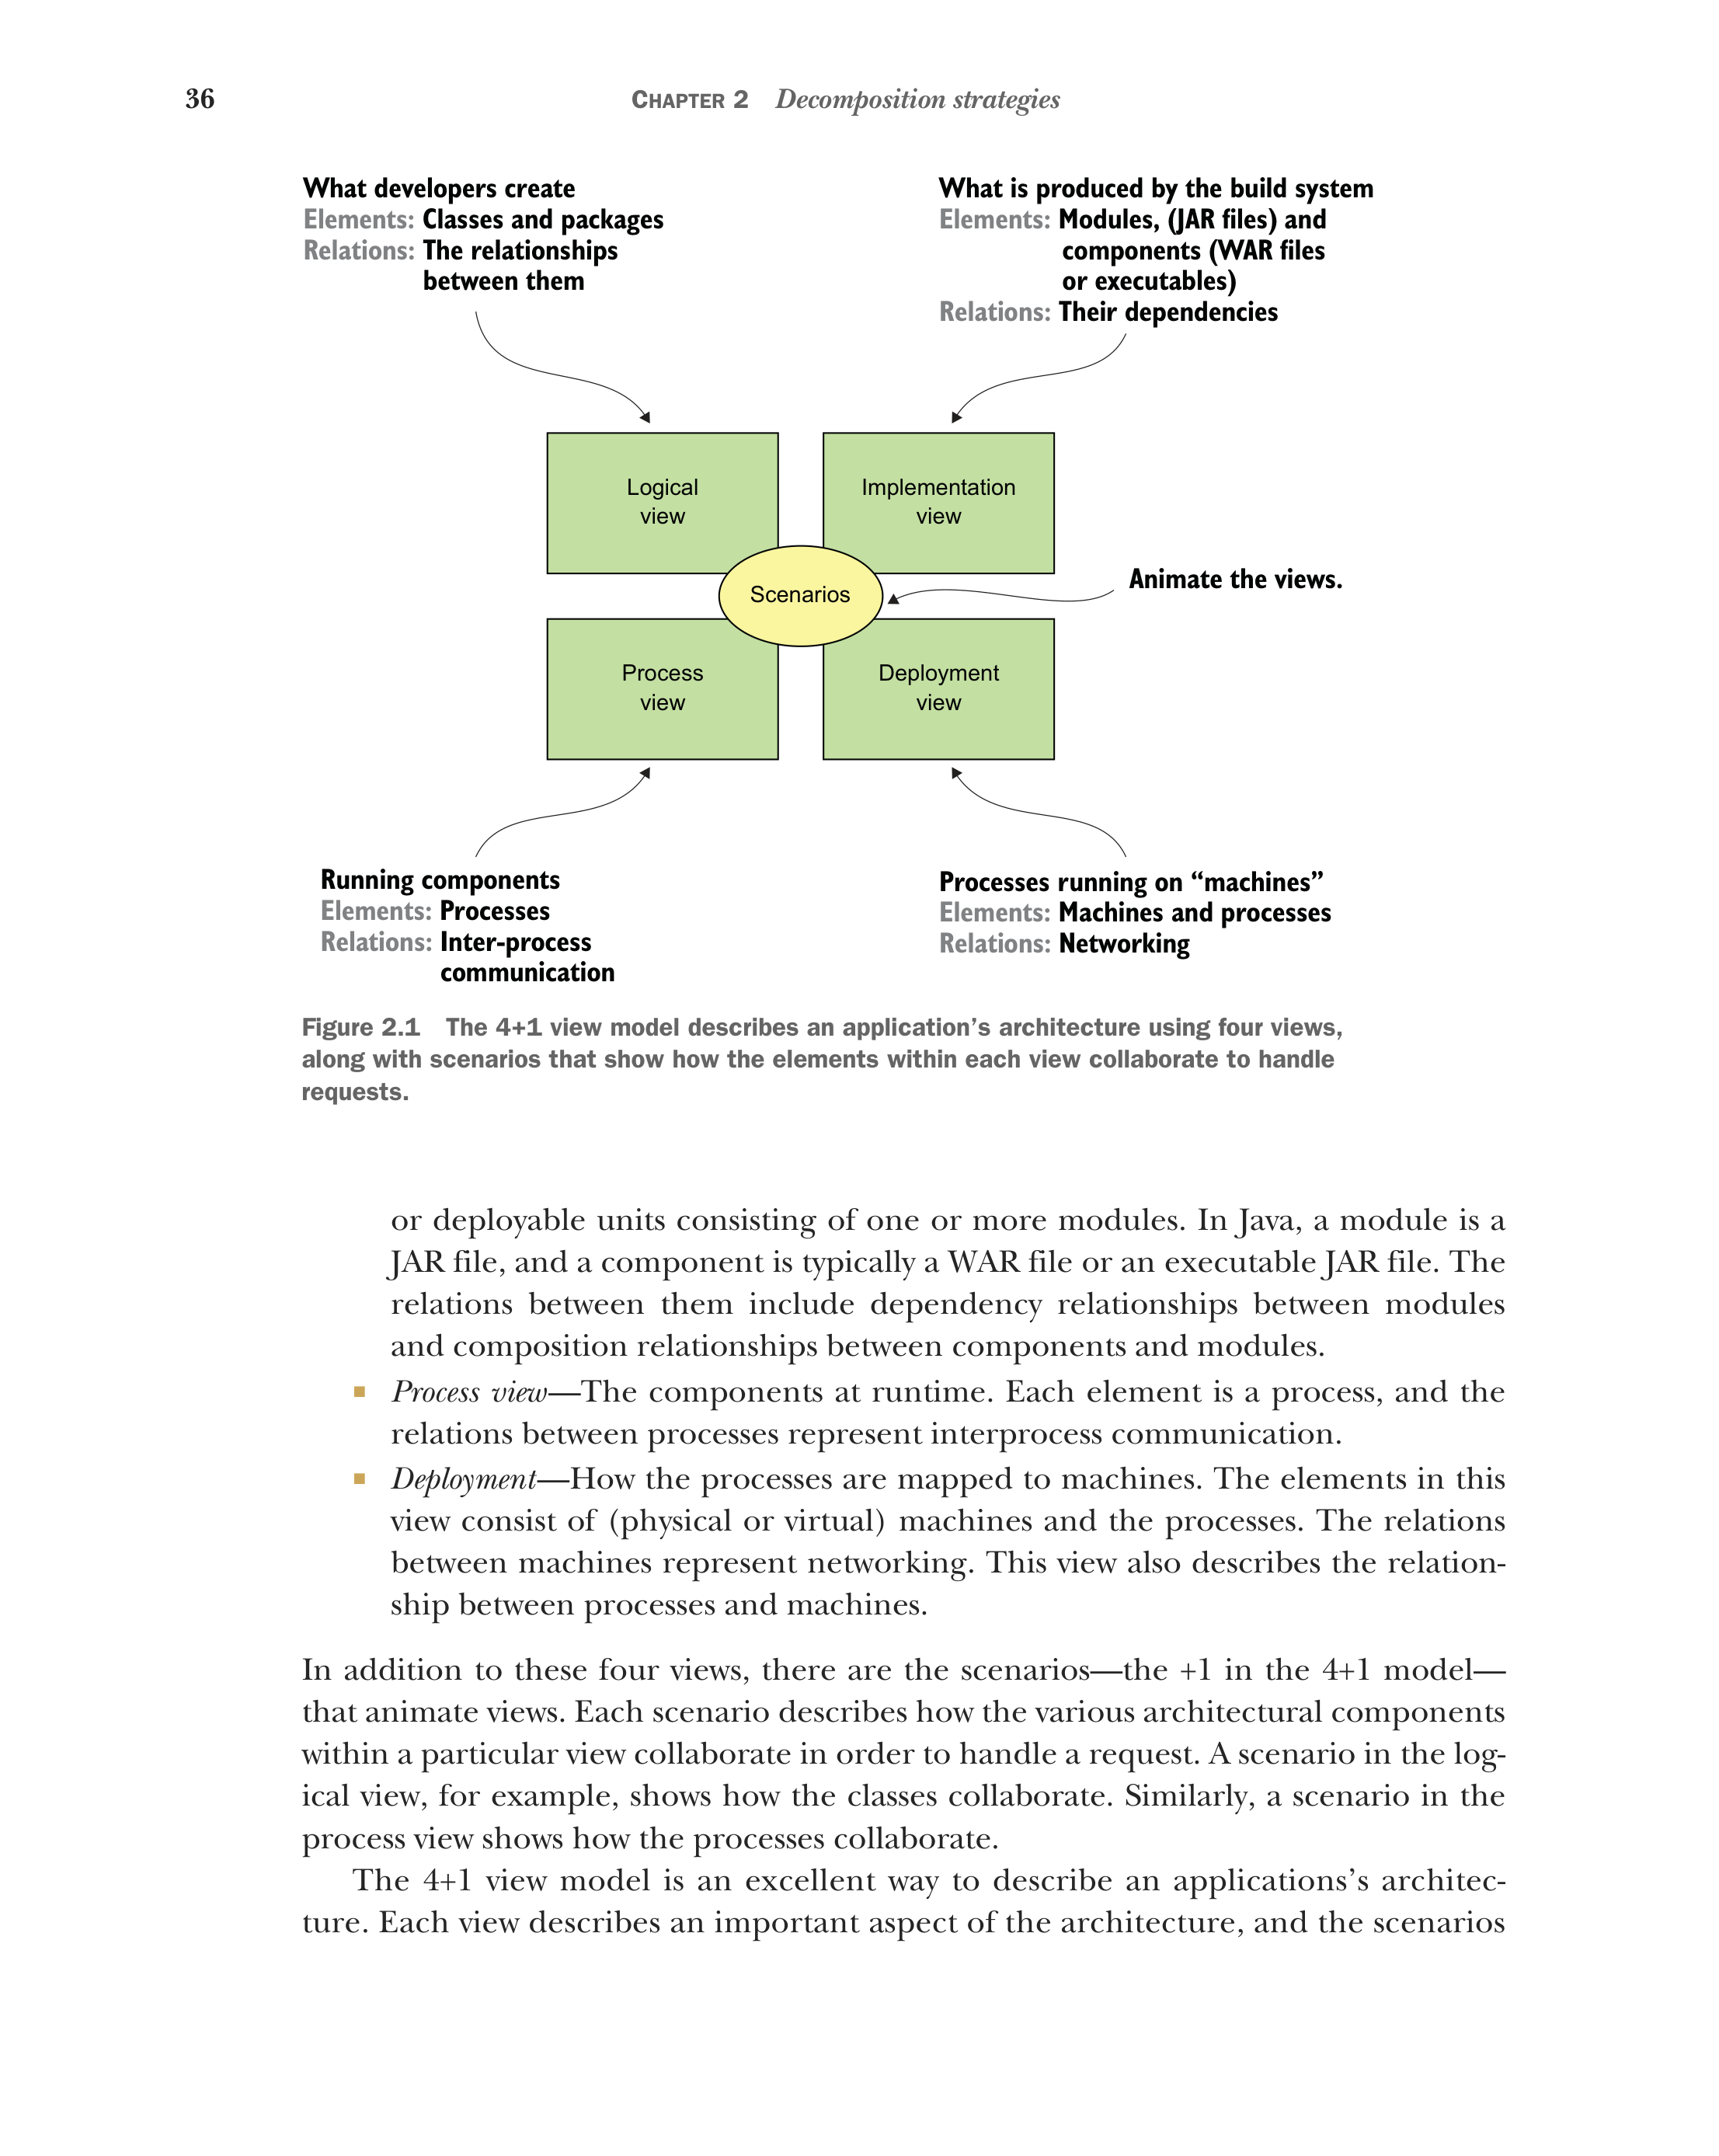 36
CHAPTER 2 Decomposition strategies
What developers create
Elements: Classes and packages
Relations: The relationships
between them
What is produced by the build system
Elements: Modules, (JAR files) and
components (WAR files
or executables)
Relations: Their dependencies
Logical
view
Implementation
view
Scenarios
Animate the views.
Process
view
Deployment
view
Running components
Elements: Processes
Relations: Inter-process
communication
Processes running on “machines”
Elements: Machines and processes
Relations: Networking
Figure 2.1 The 4+1 view model describes an application’s architecture using four views,
along with scenarios that show how the elements within each view collaborate to handle
requests.
or deployable units consisting of one or more modules. In Java, a module is a
JAR file, and a component is typically a WAR file or an executable JAR file. The
relations between them include dependency relationships between modules
and composition relationships between components and modules.
■ Process view—The components at runtime. Each element is a process, and the
relations between processes represent interprocess communication.
■ Deployment—How the processes are mapped to machines. The elements in this
view consist of (physical or virtual) machines and the processes. The relations
between machines represent networking. This view also describes the relation-
ship between processes and machines.
In addition to these four views, there are the scenarios—the +1 in the 4+1 model—
that animate views. Each scenario describes how the various architectural components
within a particular view collaborate in order to handle a request. A scenario in the log-
ical view, for example, shows how the classes collaborate. Similarly, a scenario in the
process view shows how the processes collaborate.
The 4+1 view model is an excellent way to describe an applications’s architec-
ture. Each view describes an important aspect of the architecture, and the scenarios